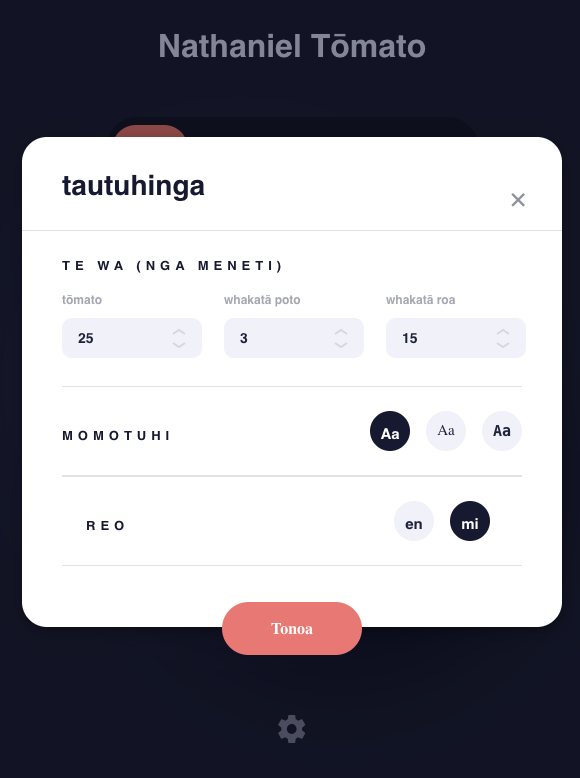 Nathaniel Tōmato
tautuhinga
TE WA (NGA MENETI)
tōmato whakatā poto whakatā roa
25 3 15
MOMOTUHI Aa Aa Aa
REO en mi
Tonoa